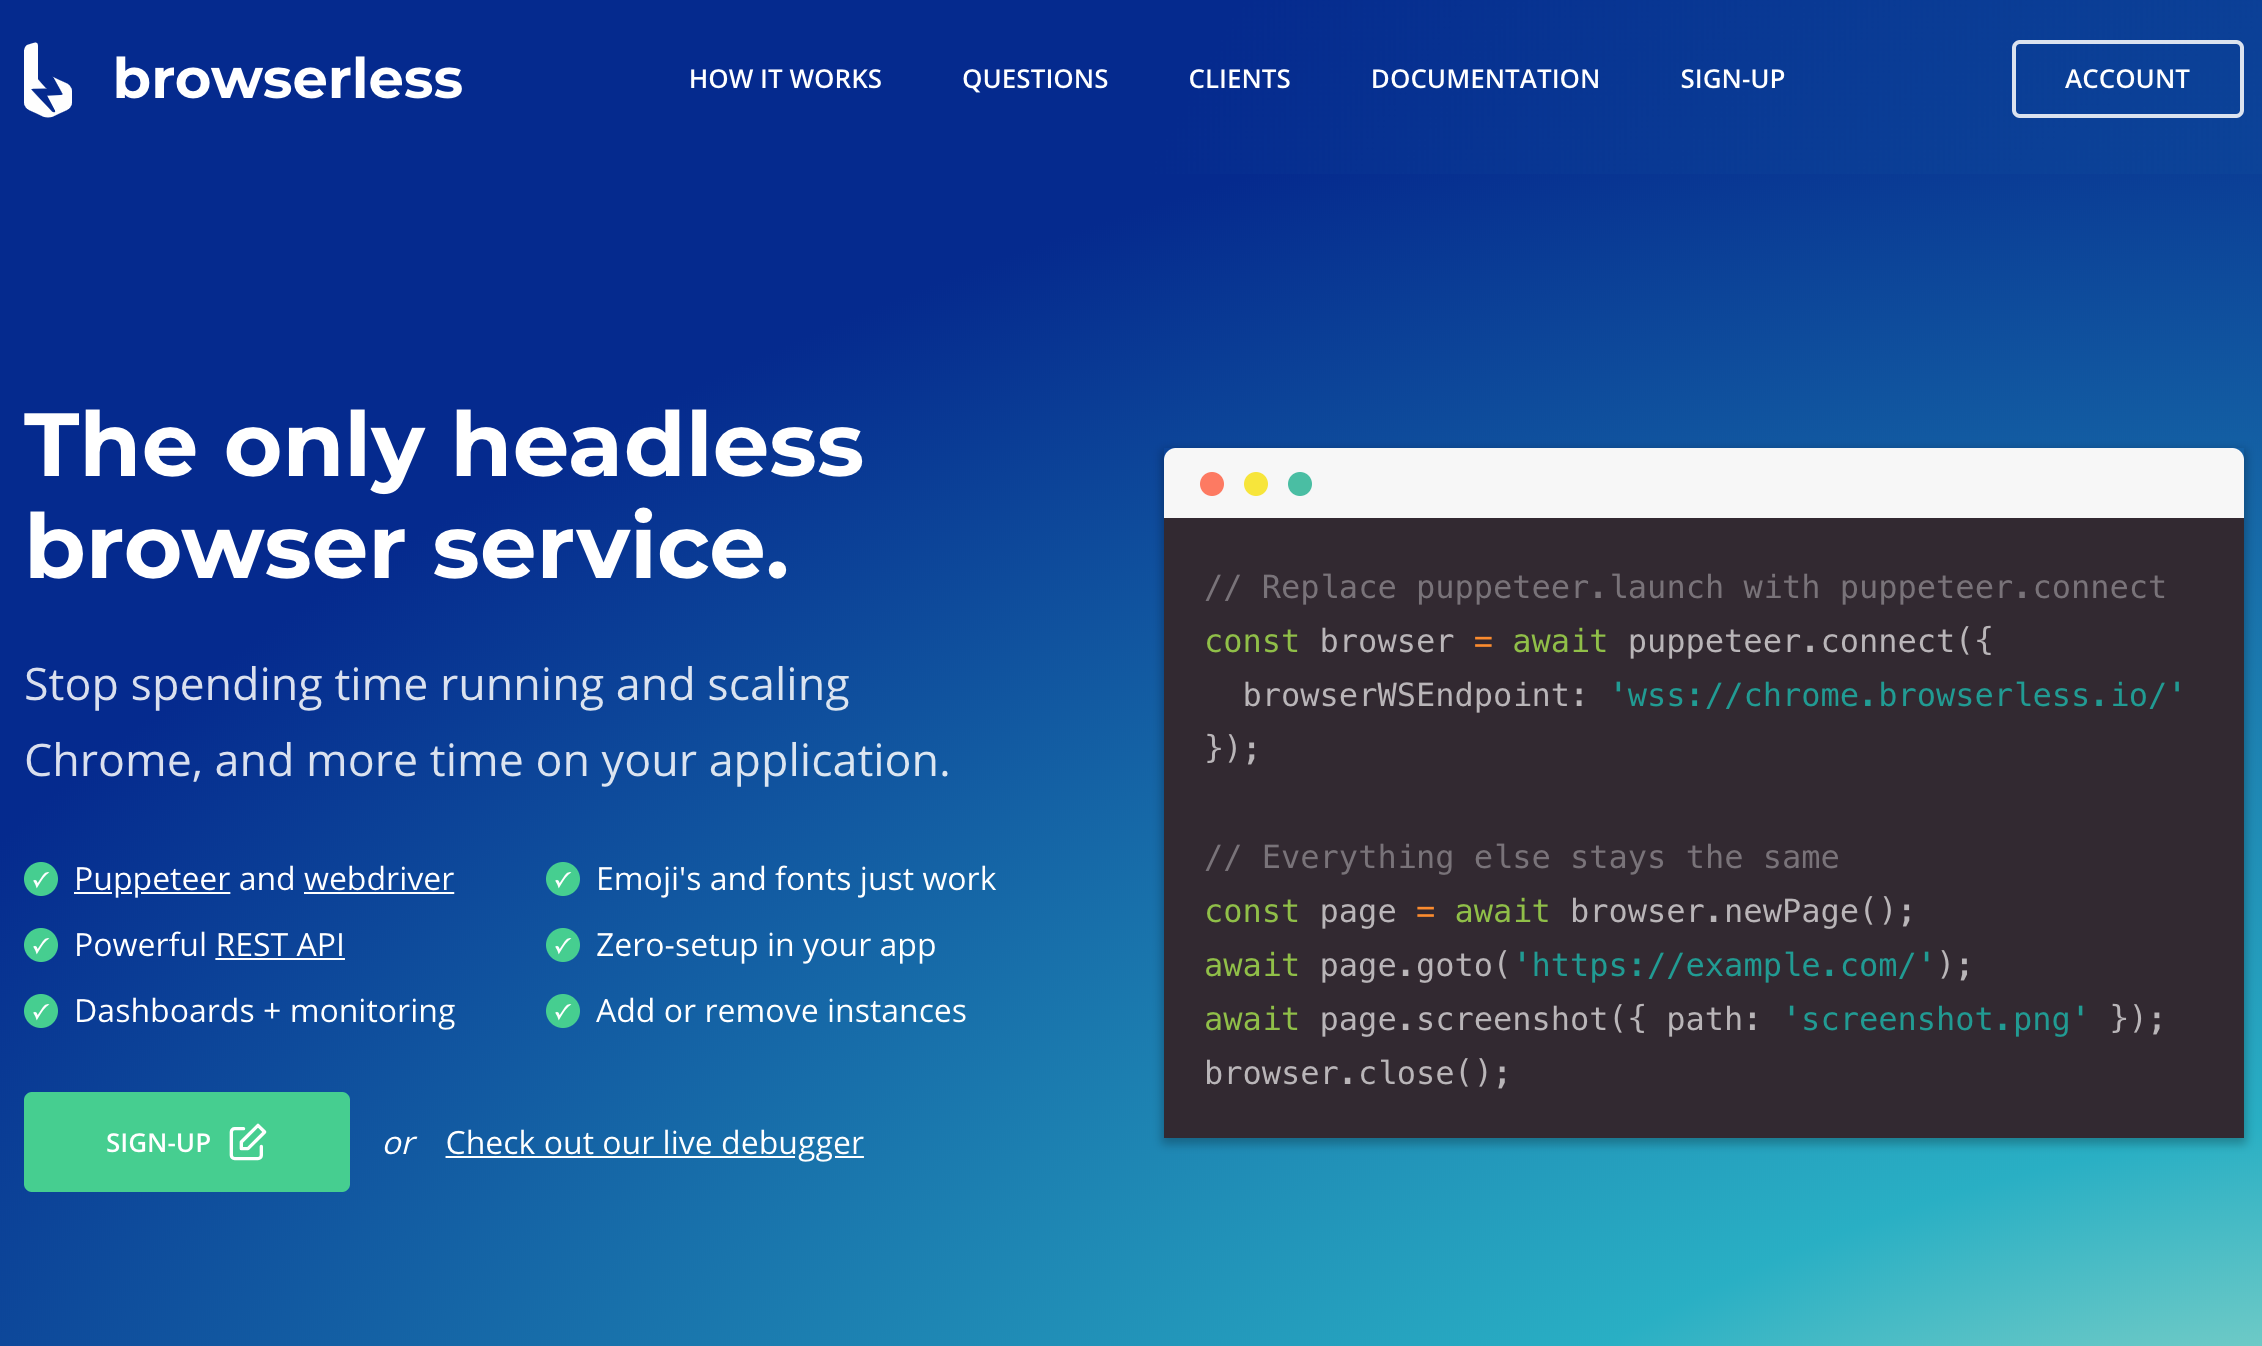 browserless
HOW IT WORKS
QUESTIONS
CLIENTS
DOCUMENTATION
SIGN-UP
ACCOUNT
The only headless
browser service.
Stop spending time running and scaling
Chrome, and more time on your application.
Puppeteer and webdriver
Powerful REST API
Dashboards + monitoring
Emoji's and fonts just work
Zero-setup in your app
Add or remove instances
SIGN-UP
or Check out our live debugger
// Replace puppeteer.launch with puppeteer.connect
const browser = await puppeteer.connect({
  browserWSEndpoint: 'wss://chrome.browserless.io/'
});
// Everything else stays the same
const page = await browser.newPage();
await page.goto('https://example.com/');
await page.screenshot({ path: 'screenshot.png' });
browser.close();